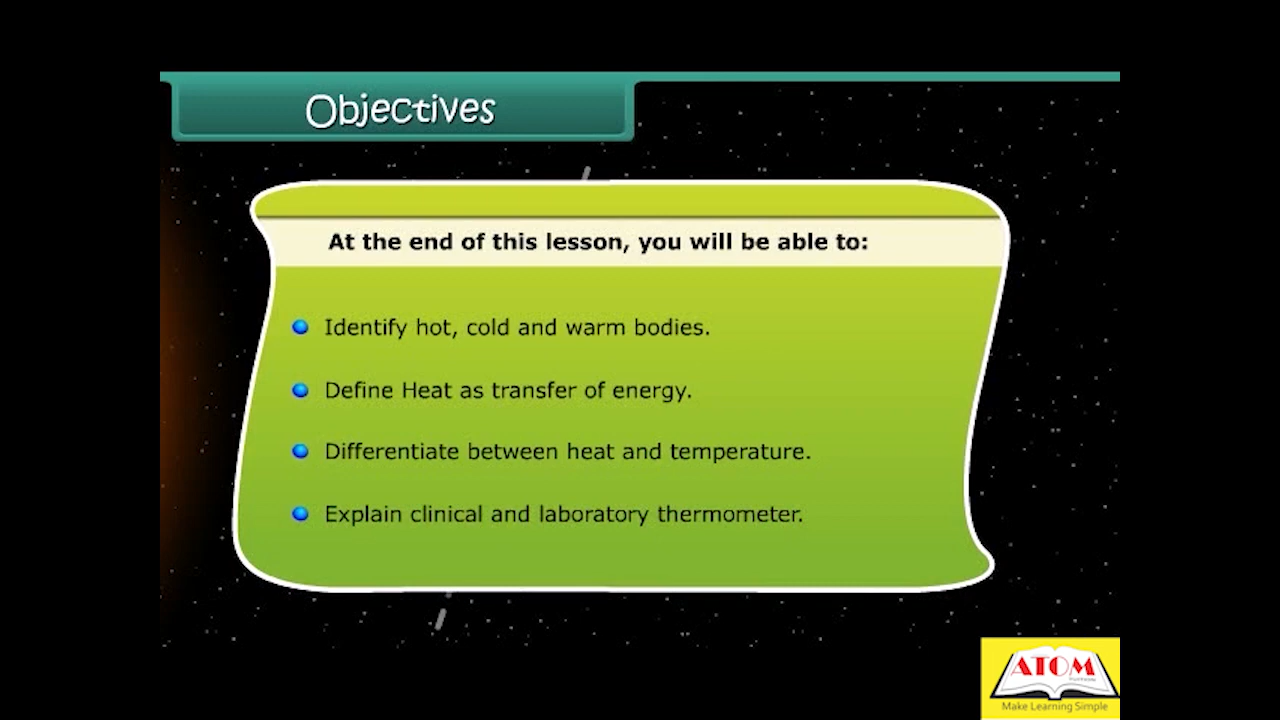 Objectives
At the end of this lesson, you will be able to:
Identify hot, cold and warm bodies.
Define Heat as transfer of energy.
Differentiate between heat and temperature.
Explain clinical and laboratory thermometer.
ATOM
Make Learning Simple